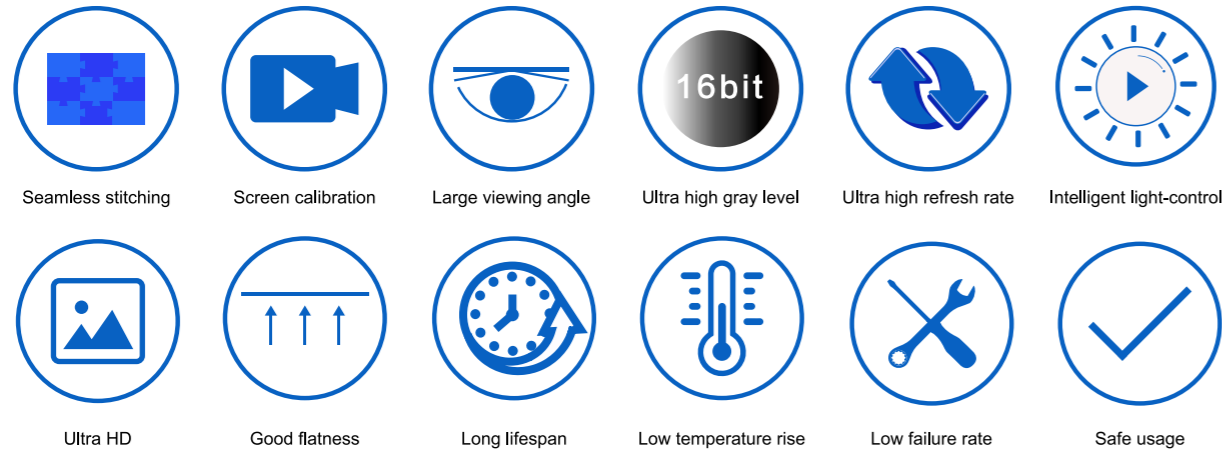 16bit
Seamless stitching
Screen calibration
Large viewing angle
Ultra high gray level
Ultra high refresh rate
Intelligent light-control
Ultra HD
Good flatness
Long lifespan
Low temperature rise
Low failure rate
Safe usage